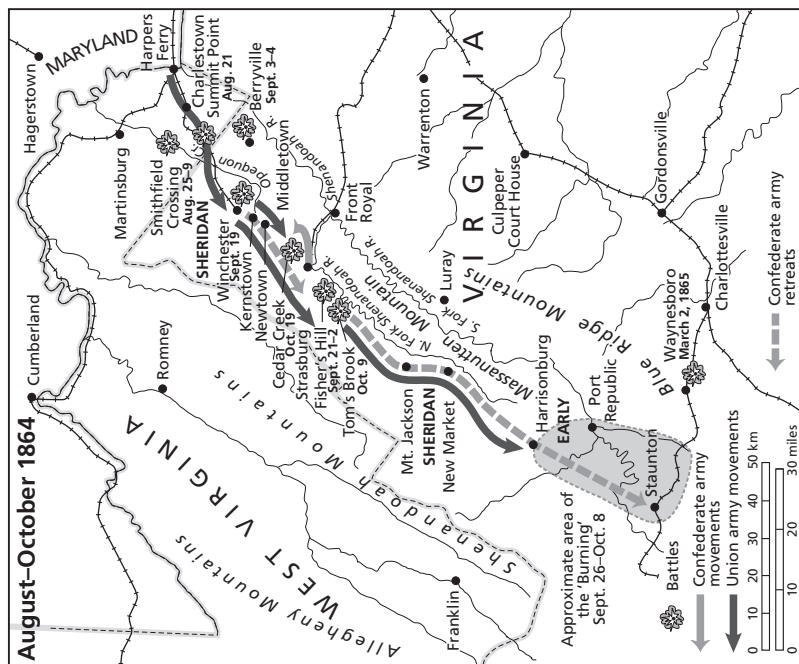 August–October 1864
Cumberland
Hagerstown
MARYLAND
Harpers
Ferry
Martinsburg
Charlestown
Summit Point
Aug. 21
Smithfield
Crossing
Aug. 25–9
Berryville
Sept. 3–4
Romney
SHERIDAN
Opequon
Shenandoah R.
Winchester
Sept. 19
Kernstown
Newtown
Middletown
Cedar Creek
Oct. 19
Strasburg
Fisher's Hill
Sept. 21–2
Tom's Brook
Oct. 9
Front
Royal
Shenandoah
Warrenton
VIRGINIA
Culpeper
Court House
Luray
N. Fork Shenandoah R.
S. Fork Shenandoah R.
Massanutten Mountain
Blue Ridge Mountains
WEST VIRGINIA
Allegheny Mountains
Shenandoah Mountains
Mt. Jackson
SHERIDAN
New Market
Franklin
Harrisonburg
EARLY
Port
Republic
Staunton
Waynesboro
March 2, 1865
Charlottesville
Gordonsville
Approximate area of
the 'Burning'
Sept. 26–Oct. 8
Battles
Confederate army
movements
Union army movements
Confederate army
retreats
0 10 20 30 40 50 km
0 10 20 30 miles